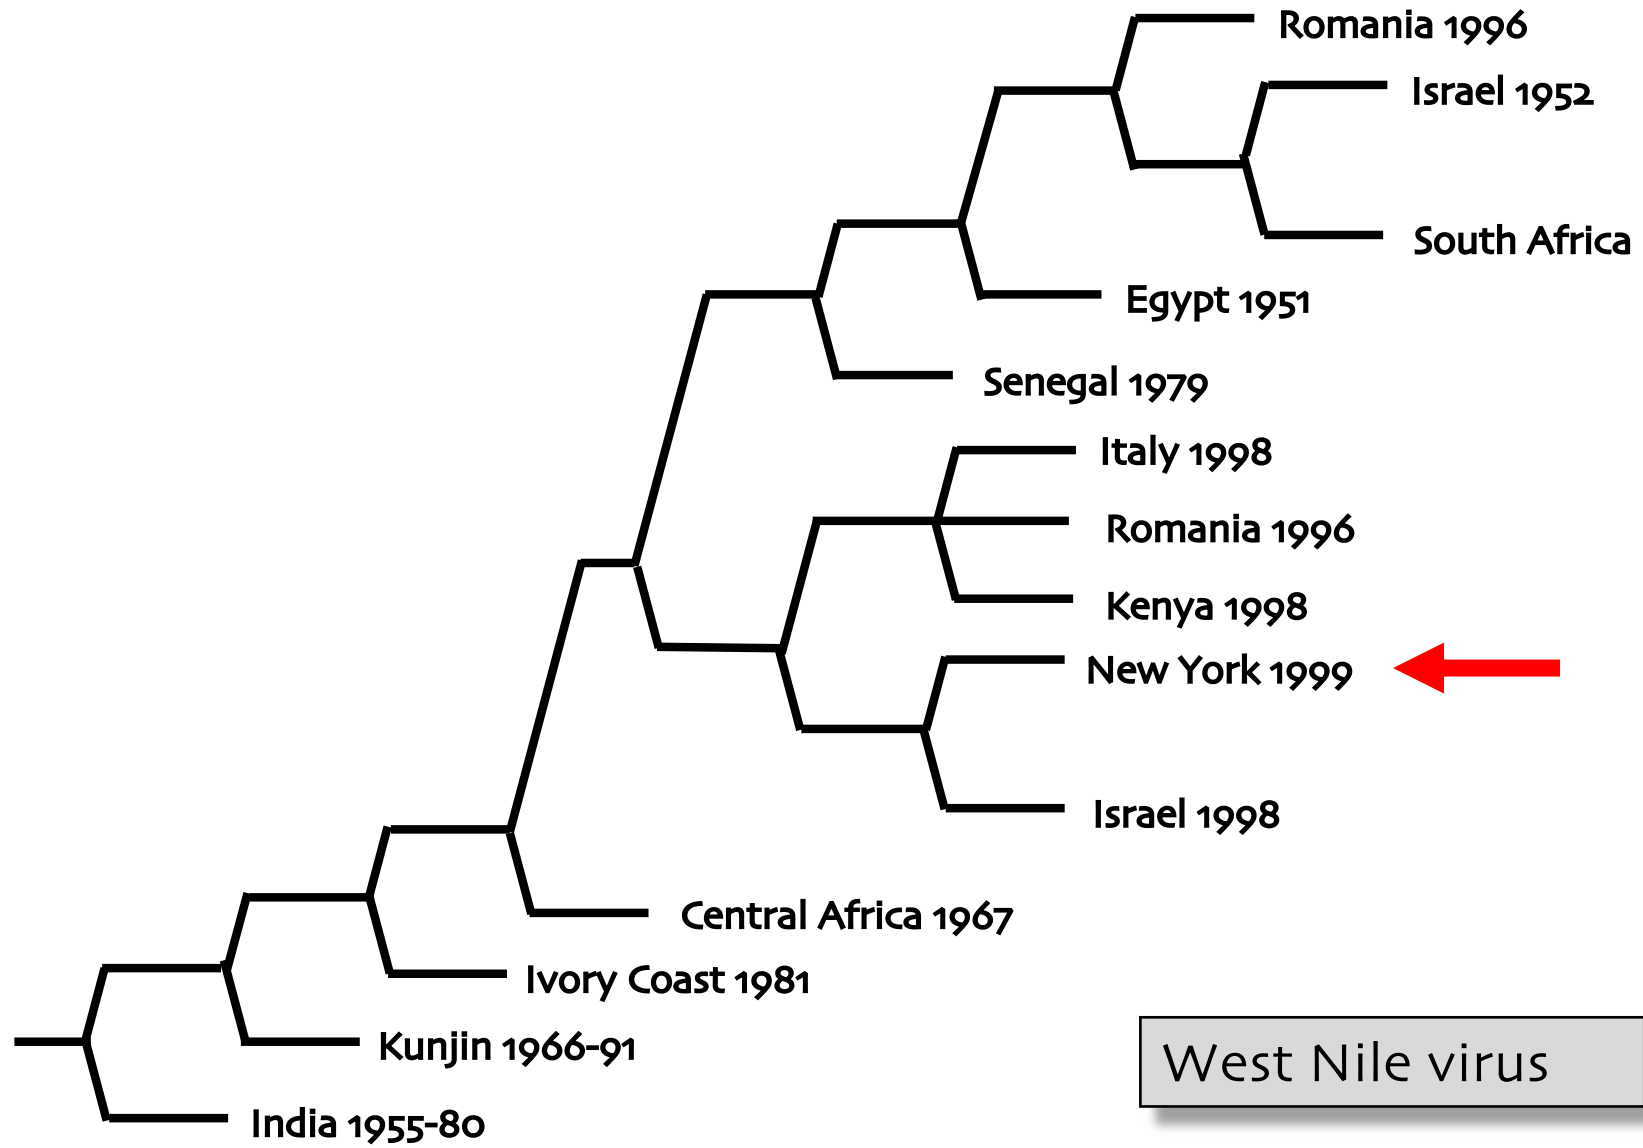 Romania 1996
Israel 1952
South Africa
Egypt 1951
Senegal 1979
Italy 1998
Romania 1996
Kenya 1998
New York 1999
Israel 1998
Central Africa 1967
Ivory Coast 1981
Kunjin 1966-91
West Nile virus
India 1955-80